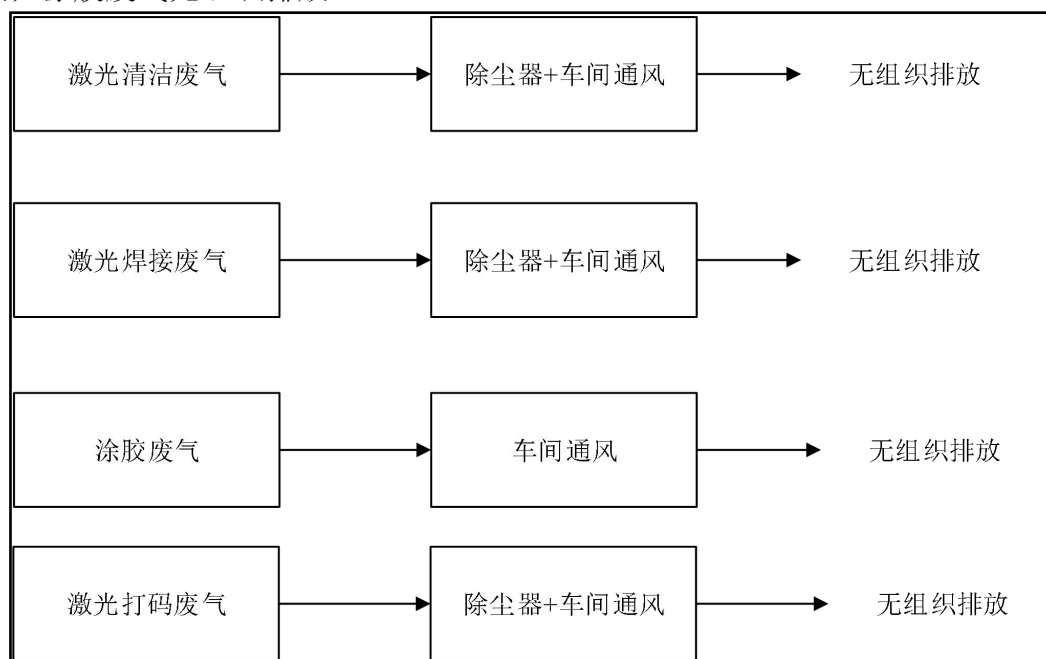 激光清洁废气 除尘器+车间通风 无组织排放
激光焊接废气 除尘器+车间通风 无组织排放
涂胶废气 车间通风 无组织排放
激光打码废气 除尘器+车间通风 无组织排放